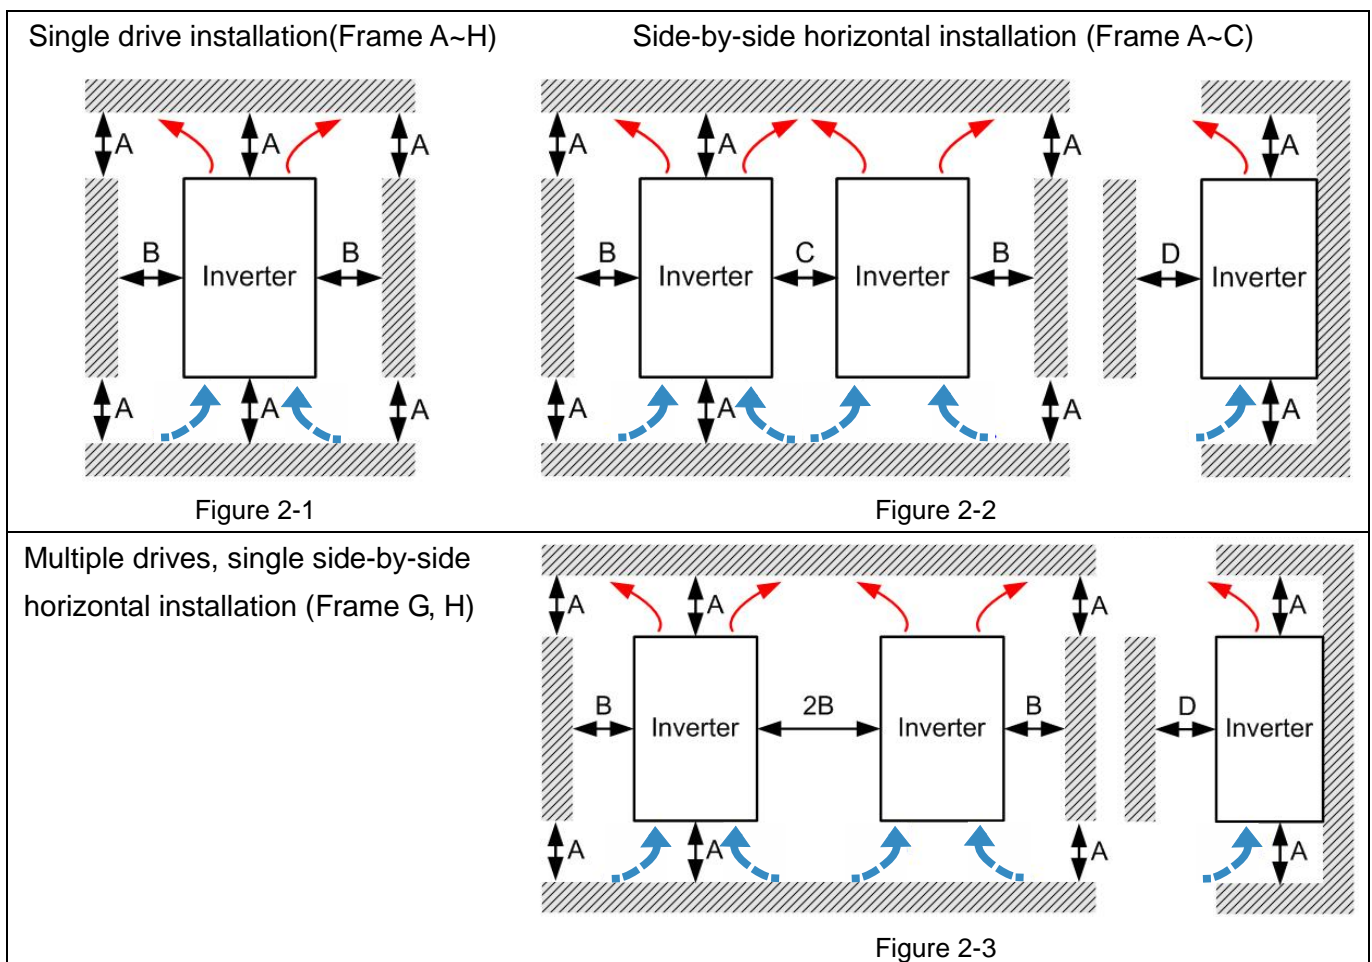 Single drive installation(Frame A~H)
Side-by-side horizontal installation (Frame A~C)
A A A
B B
Inverter
A A A
Figure 2-1
A A A A
B C B D
Inverter Inverter Inverter
A A A A
Figure 2-2
Multiple drives, single side-by-side
horizontal installation (Frame G, H)
A A A A
B 2B B D
Inverter Inverter Inverter
A A A A
Figure 2-3